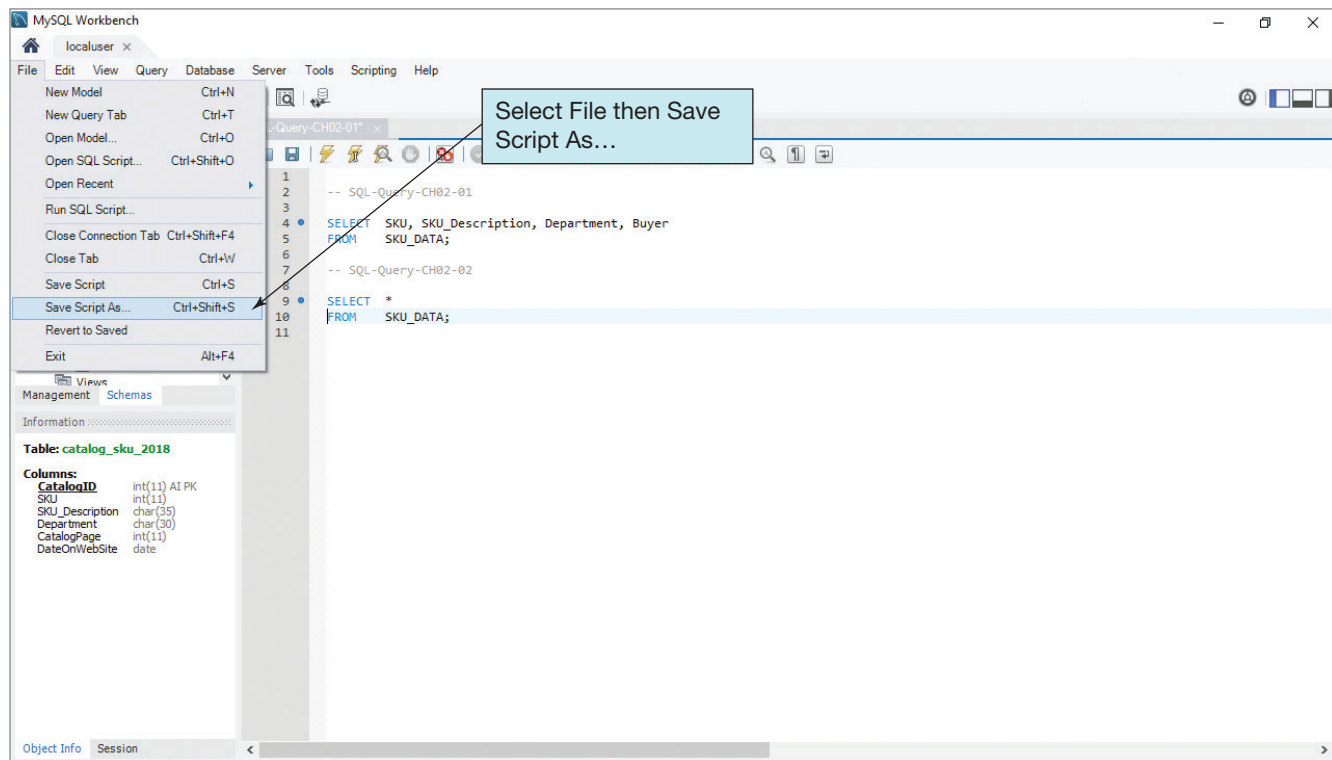 MySQL Workbench
localuser ×
File Edit View Query Database Server Tools Scripting Help
New Model Ctrl+N
New Query Tab Ctrl+T
Open Model... Ctrl+O
Open SQL Script... Ctrl+Shift+O
Open Recent
Run SQL Script...
Close Connection Tab Ctrl+Shift+F4
Close Tab Ctrl+W
Save Script Ctrl+S
Save Script As... Ctrl+Shift+S
Revert to Saved
Exit Alt+F4
L-Query-CH02-01* ×
Select File then Save
Script As…
1
2 -- SQL-Query-CH02-01
3
4 SELECT SKU, SKU_Description, Department, Buyer
5 FROM SKU_DATA;
6
7 -- SQL-Query-CH02-02
8
9 SELECT *
10 FROM SKU_DATA;
11
Views
Management Schemas
Information
Table: catalog_sku_2018
Columns:
CatalogID int(11) AI PK
SKU int(11)
SKU_Description char(35)
Department char(30)
CatalogPage int(11)
DateOnWebSite date
Object Info Session